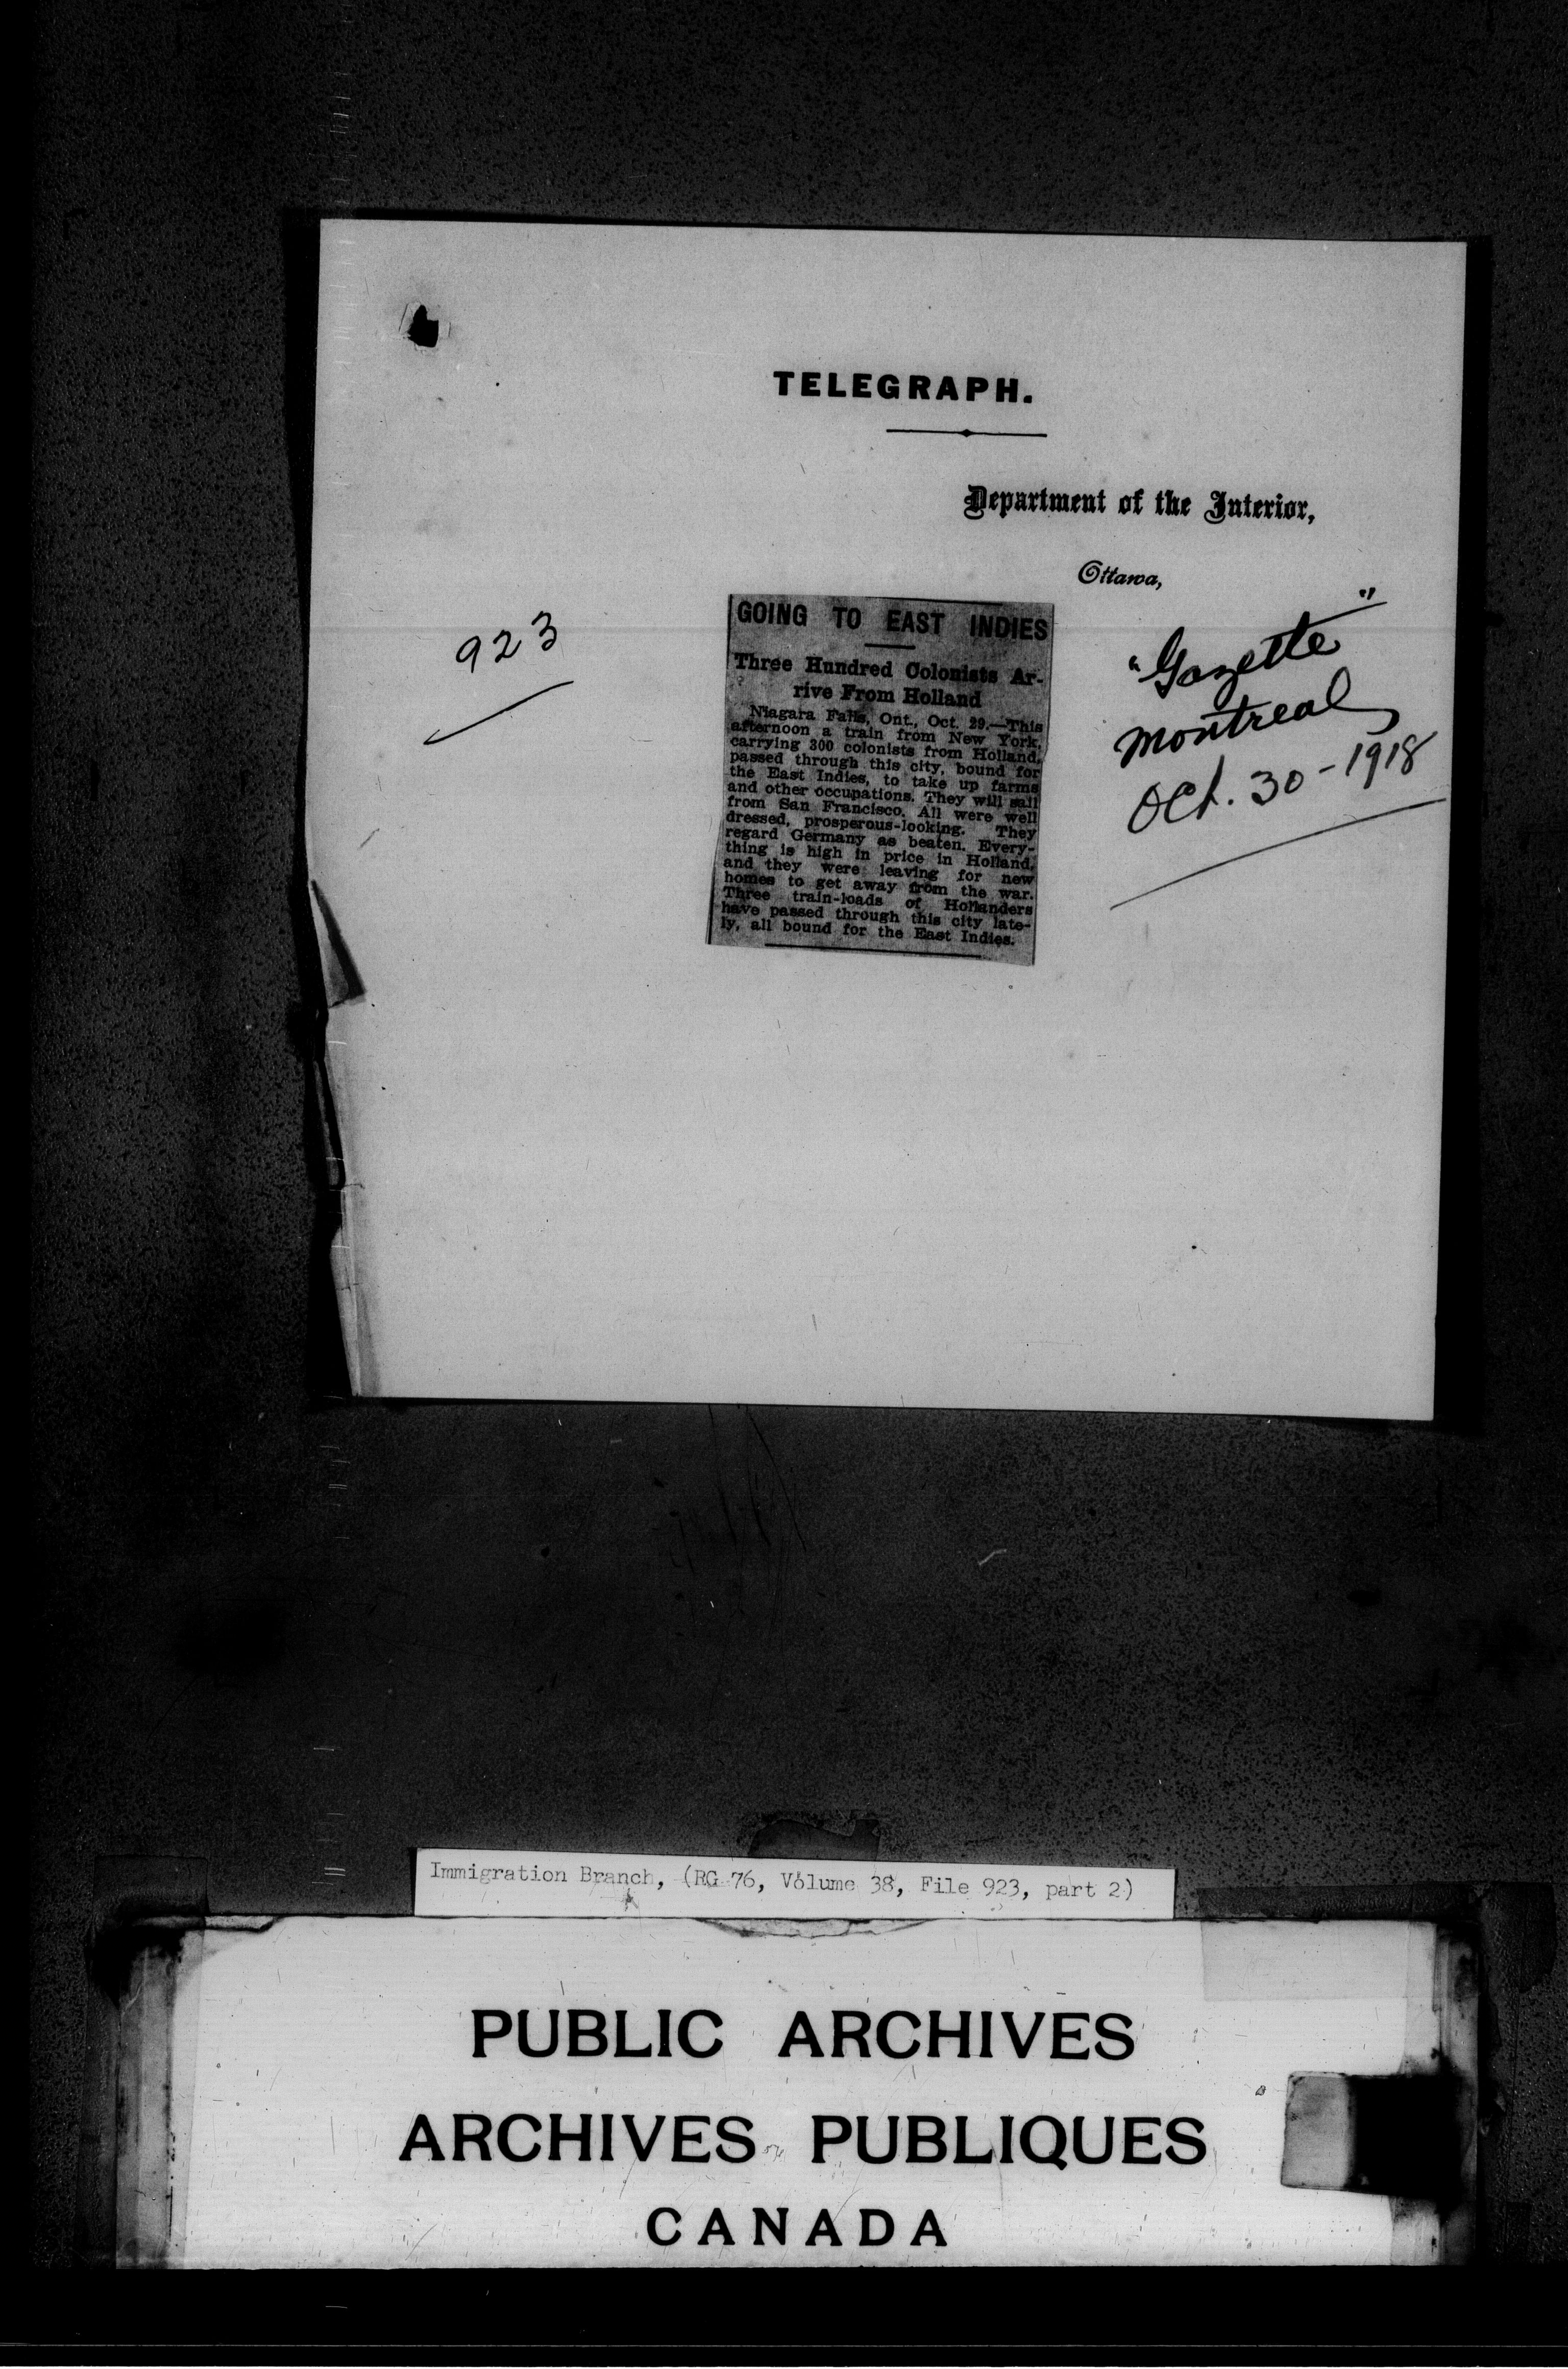 TELEGRAPH.
Department of the Interior,
Ottawa,
923
GOING TO EAST INDIES
Three Hundred Colonists Ar-
rive From Holland
Niagara Falls, Ont., Oct. 29.—This
afternoon a train from New York,
carrying 300 colonists from Holland,
passed through this city, bound for
the East Indies, to take up farms
and other occupations. They will sail
from San Francisco. All were well
dressed, prosperous-looking. They
regard Germany as beaten. Every-
thing is high in price in Holland,
and they were leaving for new
homes to get away from the war.
Three train-loads of Hollanders
have passed through this city late-
ly, all bound for the East Indies.
"Gazette"
Montreal
Oct. 30-1918
Immigration Branch, (RG 76, Volume 38, File 923, part 2)
PUBLIC ARCHIVES
ARCHIVES PUBLIQUES
CANADA